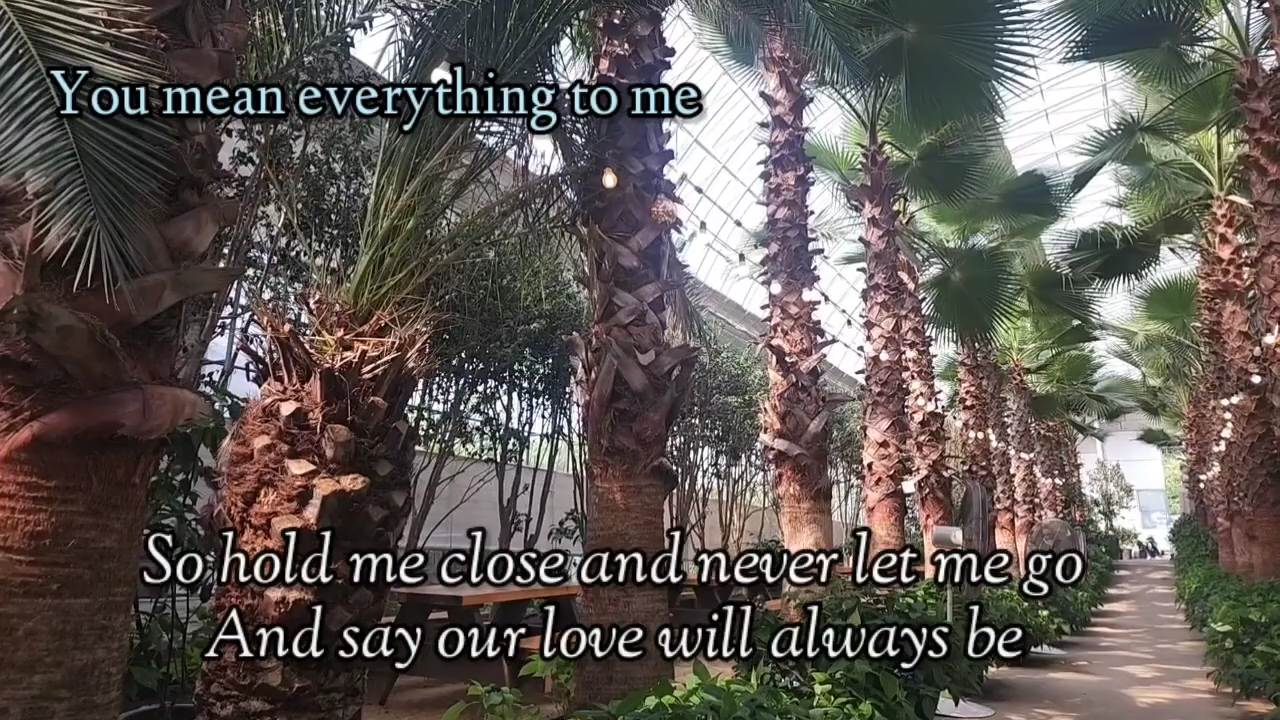 You mean everything to me
So hold me close and never let me go
And say our love will always be